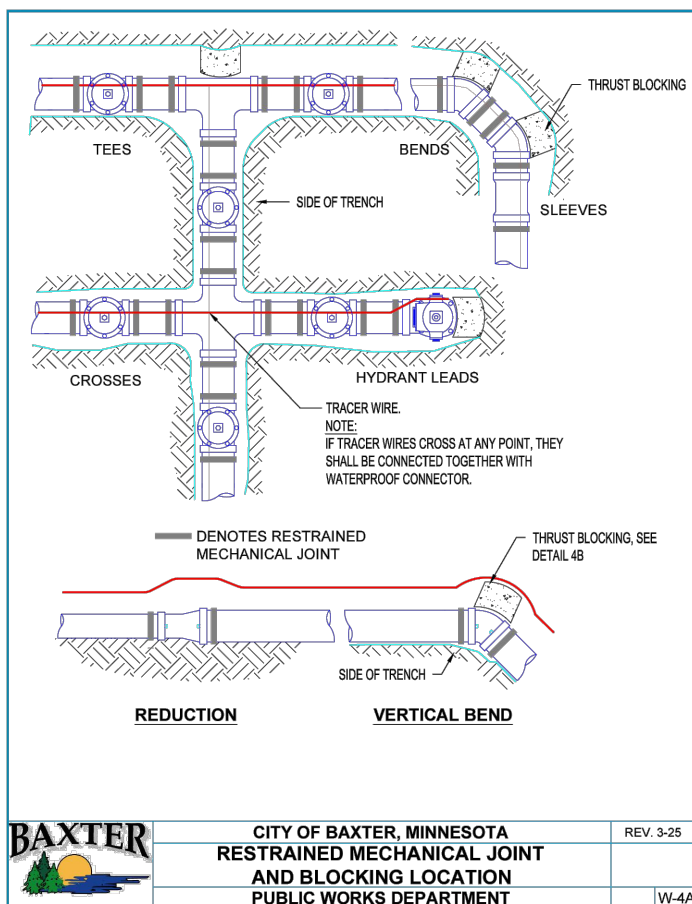 THRUST BLOCKING
TEES
BENDS
SIDE OF TRENCH
SLEEVES
CROSSES
HYDRANT LEADS
TRACER WIRE.
NOTE:
IF TRACER WIRES CROSS AT ANY POINT, THEY
SHALL BE CONNECTED TOGETHER WITH
WATERPROOF CONNECTOR.
DENOTES RESTRAINED
MECHANICAL JOINT
THRUST BLOCKING, SEE
DETAIL 4B
SIDE OF TRENCH
REDUCTION
VERTICAL BEND
BAXTER
CITY OF BAXTER, MINNESOTA
REV. 3-25
RESTRAINED MECHANICAL JOINT
AND BLOCKING LOCATION
PUBLIC WORKS DEPARTMENT
W-4A